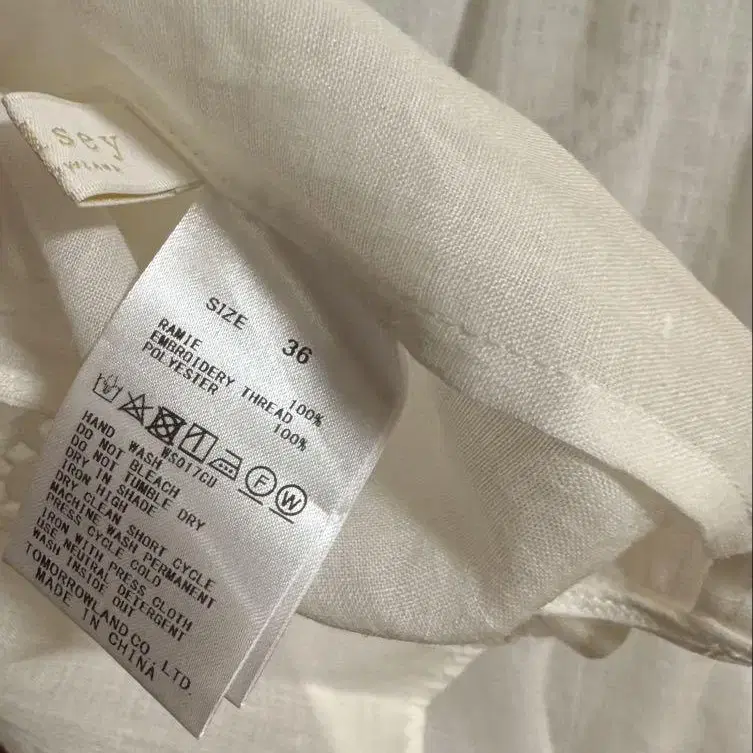 sey
SIZE 36
RAMIE 100%
EMBROIDERY THREAD
POLYESTER 100%
F W
WS017CU
HAND WASH
DO NOT BLEACH
DO NOT TUMBLE DRY
DRY IN SHADE
IRON HIGH
DRY CLEAN SHORT CYCLE
MACHINE WASH PERMANENT
PRESS CYCLE COLD
IRON WITH PRESS CLOTH
USE NEUTRAL DETERGENT
WASH INSIDE OUT
TOMORROWLAND CO LTD
MADE IN CHINA